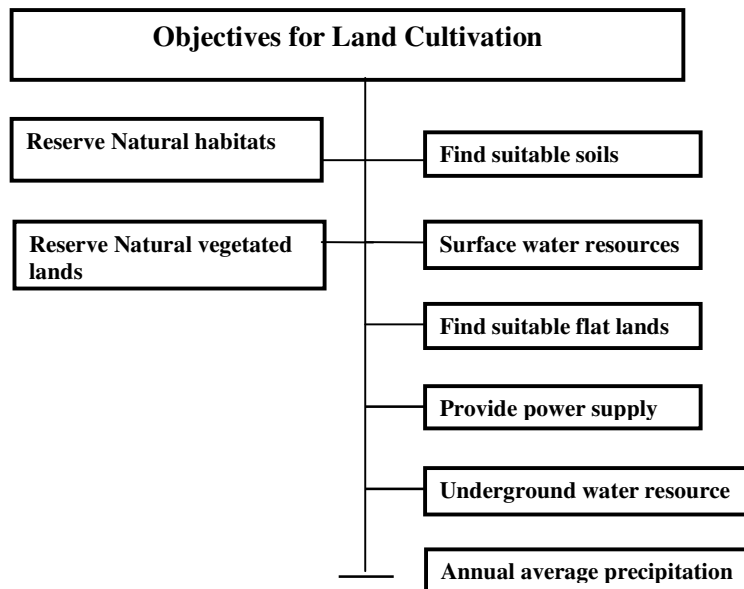 Objectives for Land Cultivation
Reserve Natural habitats
Find suitable soils
Reserve Natural vegetated
lands
Surface water resources
Find suitable flat lands
Provide power supply
Underground water resource
Annual average precipitation